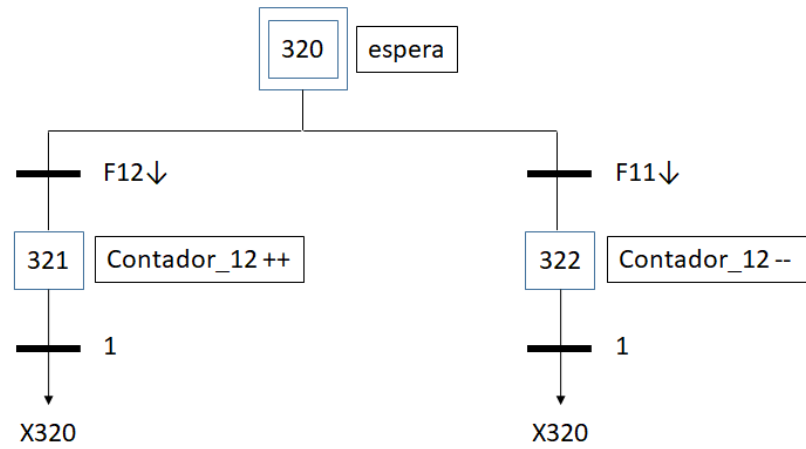 320
espera
F12↓
F11↓
321
Contador_12 ++
322
Contador_12 --
1
1
X320
X320